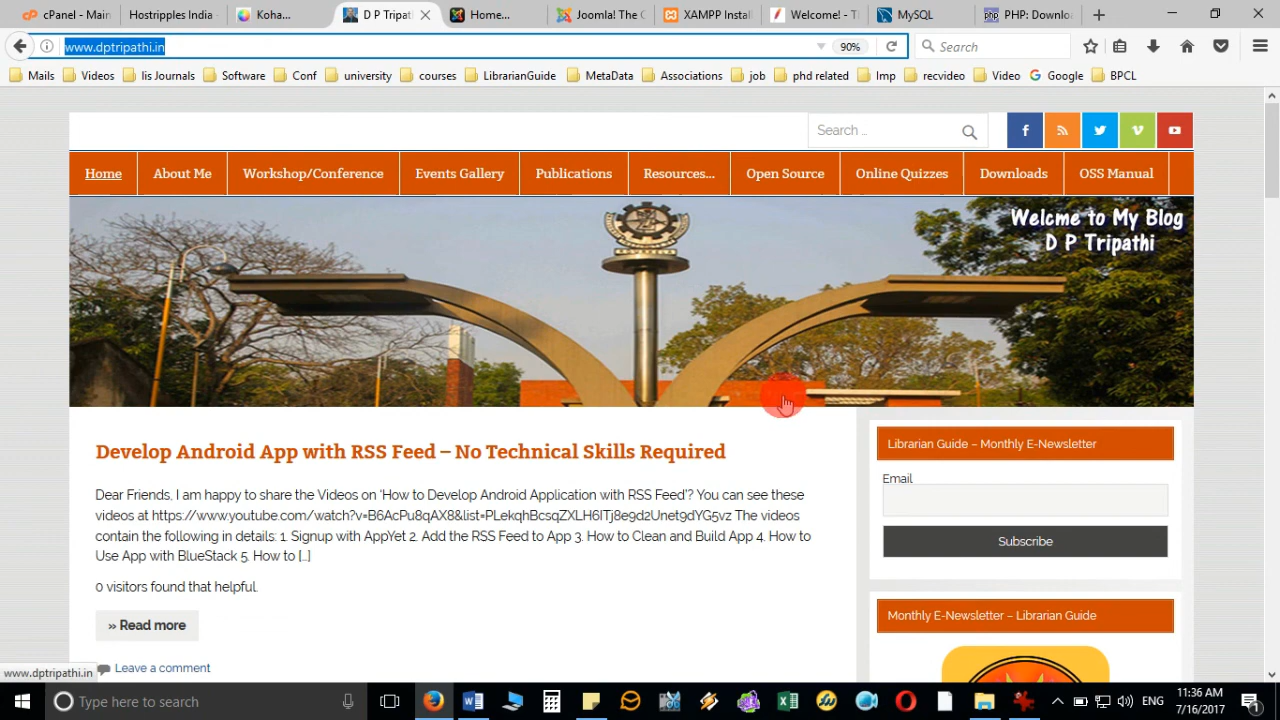 cPanel - Main
Hostripples India
Koha...
D P Tripat
Home...
Joomla! The C
XAMPP Instal
Welcome! - T
MySQL
PHP: Downlo
www.dptripathi.in
90%
Search
Mails
Videos
lis Journals
Software
Conf
university
courses
LibrarianGuide
MetaData
Associations
job
phd related
Imp
recvideo
Video
Google
BPCL
Search ...
Home
About Me
Workshop/Conference
Events Gallery
Publications
Resources...
Open Source
Online Quizzes
Downloads
OSS Manual
Welcme to My Blog
D P Tripathi
Develop Android App with RSS Feed – No Technical Skills Required
Dear Friends, I am happy to share the Videos on 'How to Develop Android Application with RSS Feed'? You can see these
videos at https://www.youtube.com/watch?v=B6AcPu8qAX8&list=PLekqhBcsqZXLH6ITj8e9d2Unet9dYG5vz The videos
contain the following in details: 1. Signup with AppYet 2. Add the RSS Feed to App 3. How to Clean and Build App 4. How to
Use App with BlueStack 5. How to [...]
0 visitors found that helpful.
» Read more
Leave a comment
Librarian Guide – Monthly E-Newsletter
Email
Subscribe
Monthly E-Newsletter – Librarian Guide
www.dptripathi.in
Type here to search
ENG
11:36 AM
7/16/2017